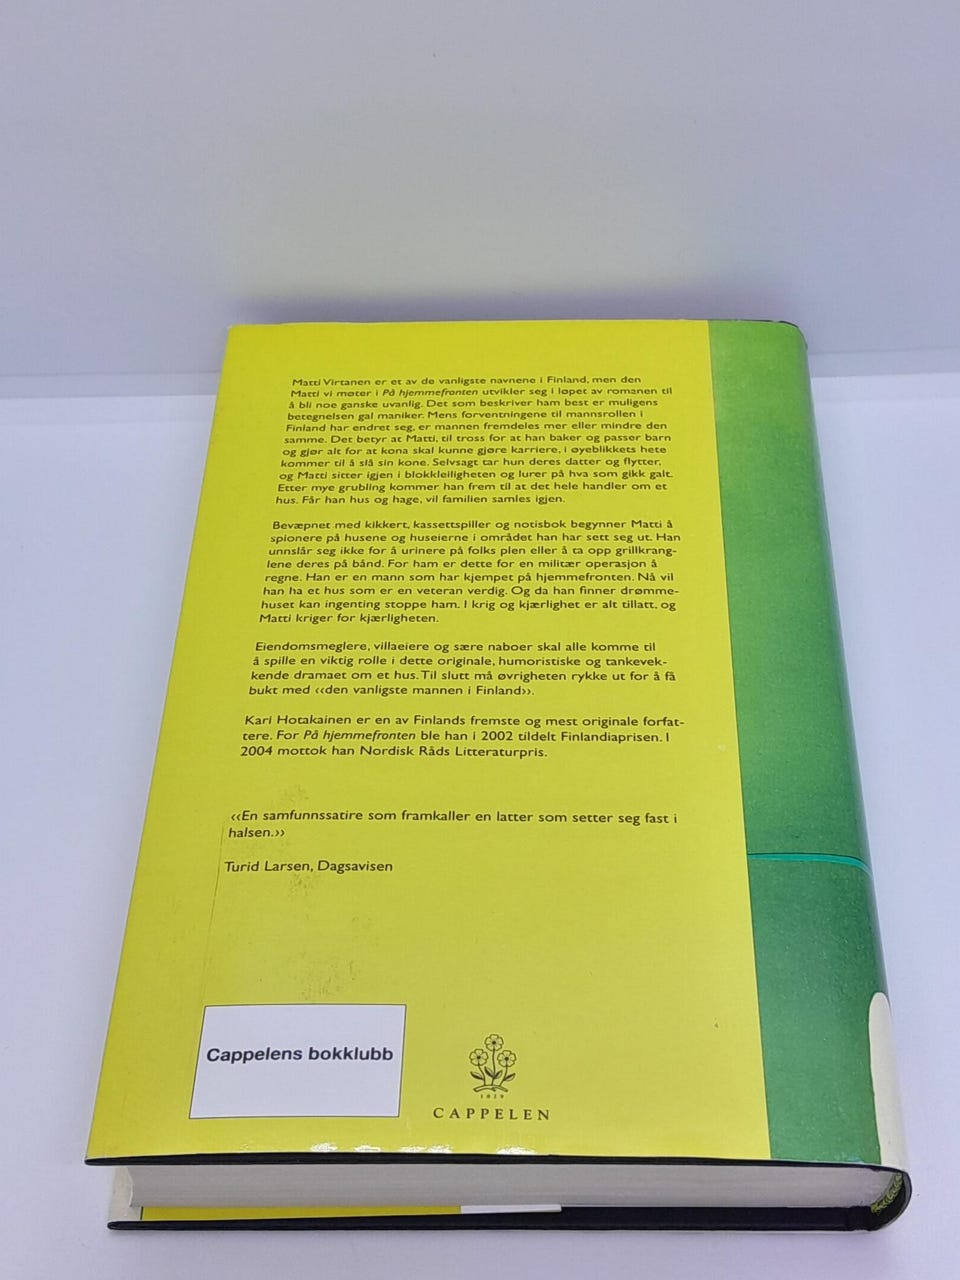 Matti Virtanen er et av de vanligste navnene i Finland, men den
Matti vi møter i På hjemmefronten utvikler seg i løpet av romanen til
å bli noe ganske uvanlig. Det som beskriver ham best er muligens
betegnelsen gal maniker. Mens forventningene til mannsrollen i
Finland har endret seg, er mannen fremdeles mer eller mindre den
samme. Det betyr at Matti, til tross for at han baker og passer barn
og gjør alt for at kona skal kunne gjøre karriere, i øyeblikkets hete
kommer til å slå sin kone. Selvsagt tar hun deres datter og flytter,
og Matti sitter igjen i blokkleiligheten og lurer på hva som gikk galt.
Etter mye grubling kommer han frem til at det hele handler om et
hus. Får han hus og hage, vil familien samles igjen.
Bevæpnet med kikkert, kassettspiller og notisbok begynner Matti å
spionere på husene og huseierne i området han har sett seg ut. Han
unnslår seg ikke for å urinere på folks plen eller å ta opp grillkrang-
lene deres på bånd. For ham er dette for en militær operasjon å
regne. Han er en mann som har kjempet på hjemmefronten. Nå vil
han ha et hus som er en veteran verdig. Og da han finner drømme-
huset kan ingenting stoppe ham. I krig og kjærlighet er alt tillatt, og
Matti kriger for kjærligheten.
Eiendomsmeglere, villaeiere og sære naboer skal alle komme til
å spille en viktig rolle i dette originale, humoristiske og tankevek-
kende dramaet om et hus. Til slutt må øvrigheten rykke ut for å få
bukt med ‹‹den vanligste mannen i Finland››.
Kari Hotakainen er en av Finlands fremste og mest originale forfat-
tere. For På hjemmefronten ble han i 2002 tildelt Finlandiaprisen. I
2004 mottok han Nordisk Råds Litteraturpris.
‹‹En samfunnssatire som framkaller en latter som setter seg fast i
halsen.››
Turid Larsen, Dagsavisen
Cappelens bokklubb
1829
CAPPELEN